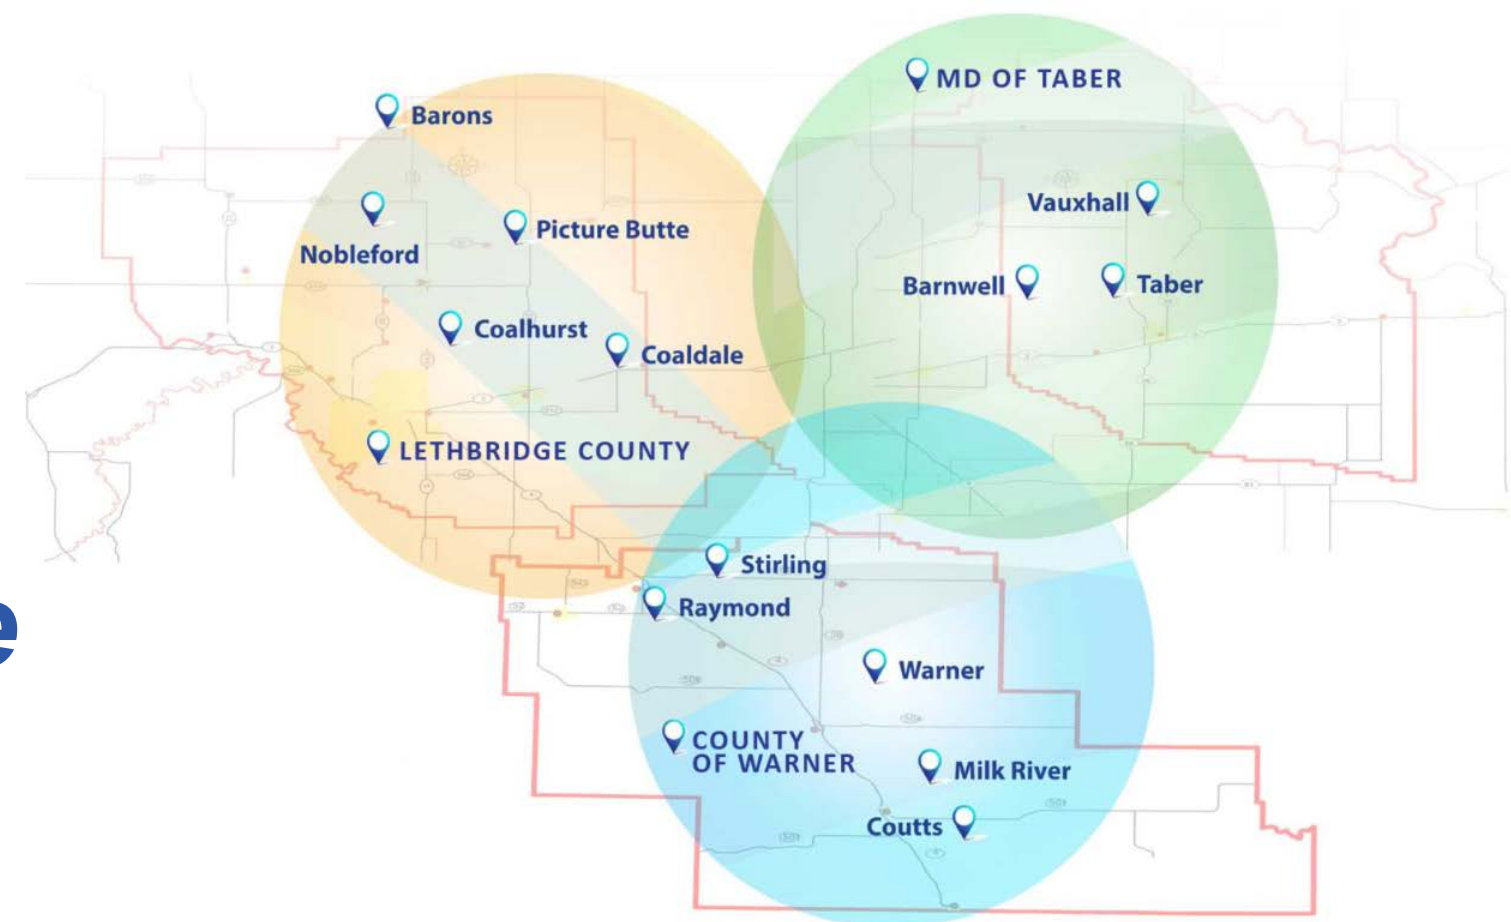 MD OF TABER
Barons
Vauxhall
Nobleford
Picture Butte
Barnwell
Taber
Coalhurst
Coaldale
LETHBRIDGE COUNTY
Stirling
Raymond
e
Warner
COUNTY
OF WARNER
Milk River
Coutts